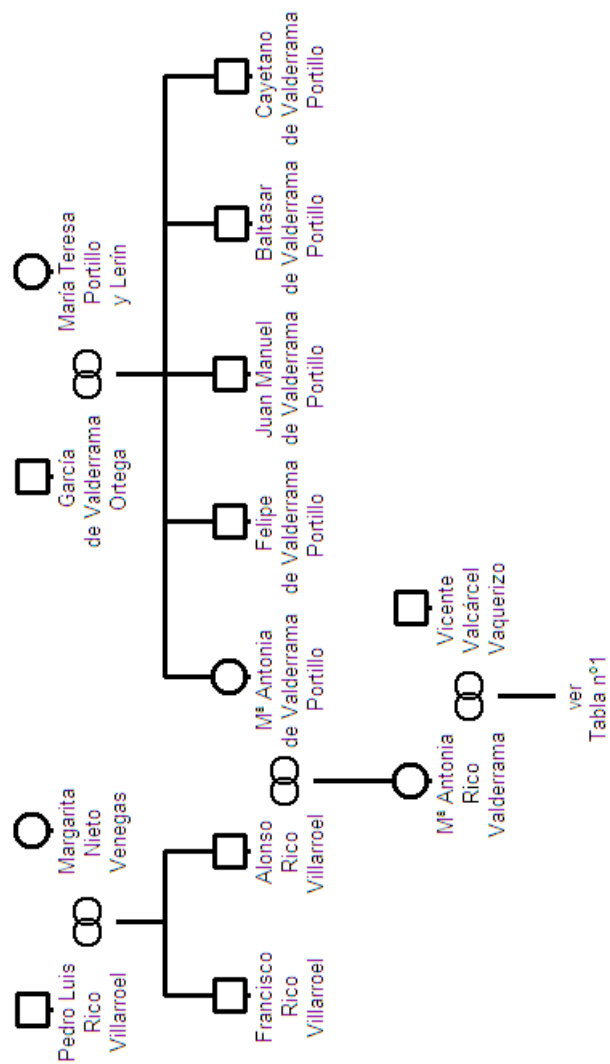 Pedro Luis
Rico
Villarroel
Margarita
Nieto
Venegas
García
de Valderrama
Ortega
María Teresa
Portillo
y Lerín
Francisco
Rico
Villarroel
Alonso
Rico
Villarroel
Mª Antonia
de Valderrama
Portillo
Felipe
de Valderrama
Portillo
Juan Manuel
de Valderrama
Portillo
Baltasar
de Valderrama
Portillo
Cayetano
de Valderrama
Portillo
Mª Antonia
Rico
Valderrama
Vicente
Valcárcel
Vaquerizo
ver
Tabla nº1